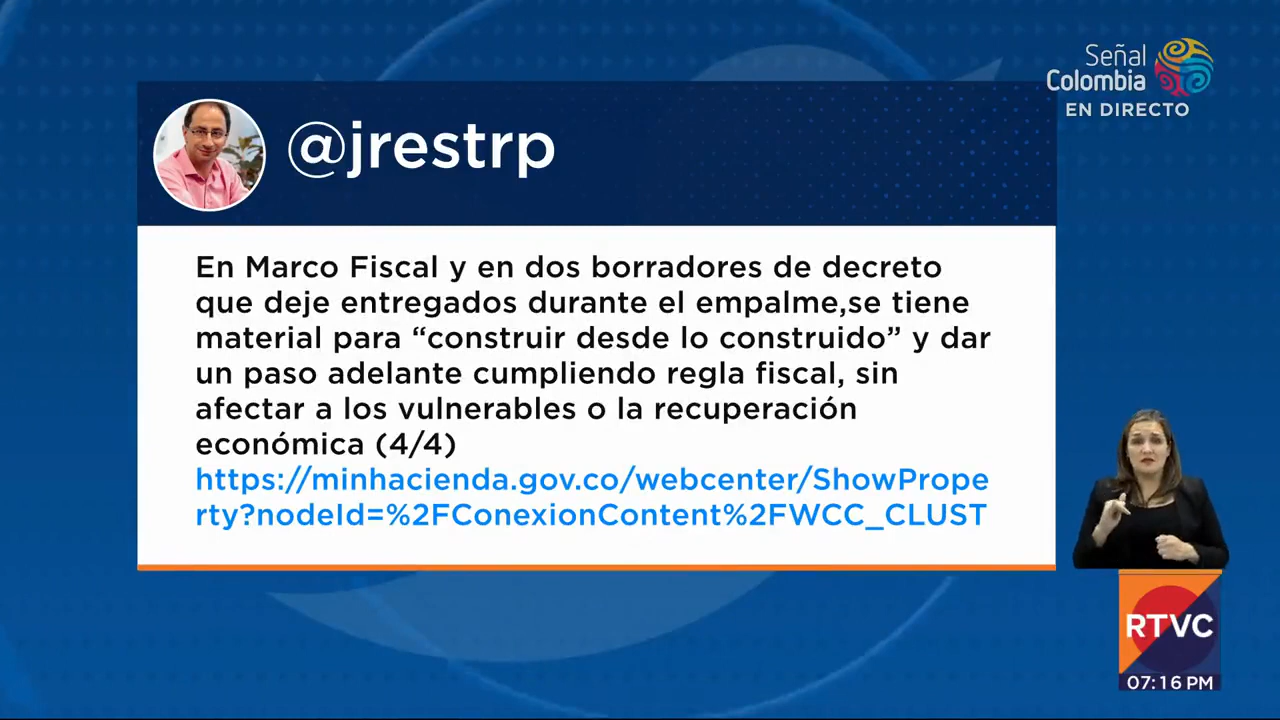 Señal
Colombia
EN DIRECTO
@jrestrp
En Marco Fiscal y en dos borradores de decreto
que deje entregados durante el empalme,se tiene
material para “construir desde lo construido” y dar
un paso adelante cumpliendo regla fiscal, sin
afectar a los vulnerables o la recuperación
económica (4/4)
https://minhacienda.gov.co/webcenter/ShowPrope
rty?nodeId=%2FConexionContent%2FWCC_CLUST
RTVC
07:16 PM